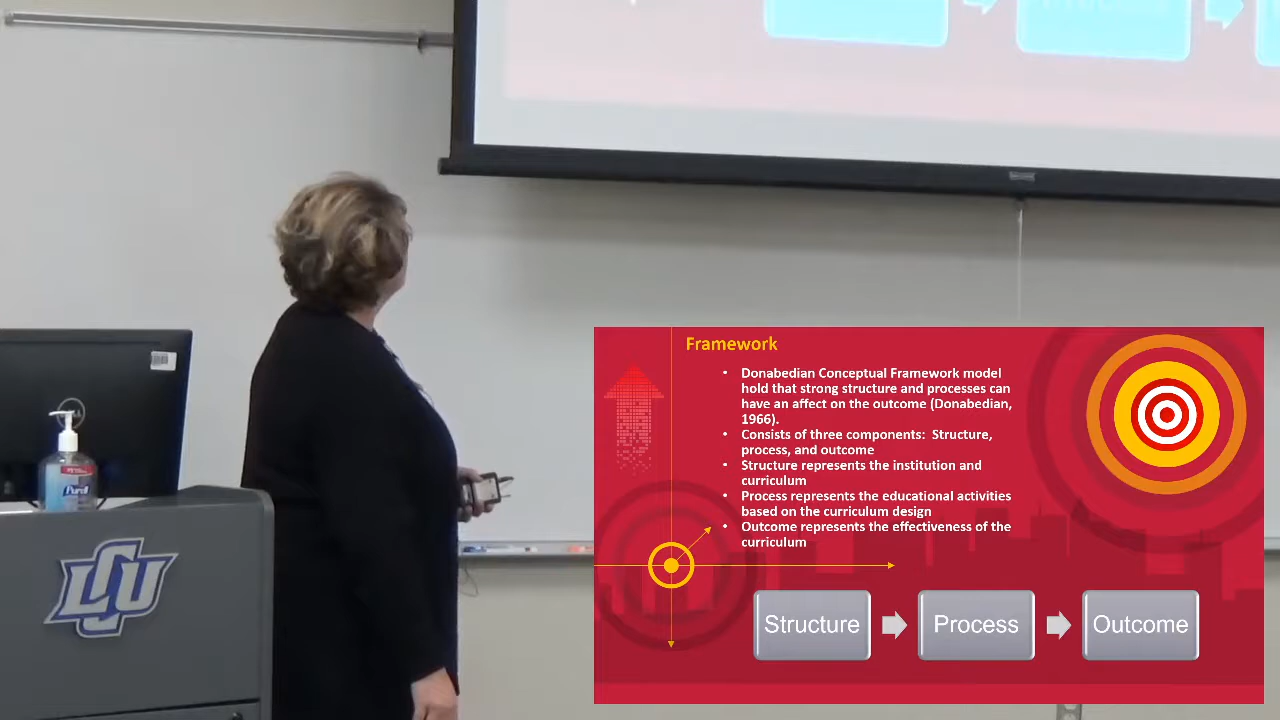 Framework
• Donabedian Conceptual Framework model
hold that strong structure and processes can
have an affect on the outcome (Donabedian,
1966).
• Consists of three components:  Structure,
process, and outcome
• Structure represents the institution and
curriculum
• Process represents the educational activities
based on the curriculum design
• Outcome represents the effectiveness of the
curriculum
Structure
Process
Outcome
Purell
LCU